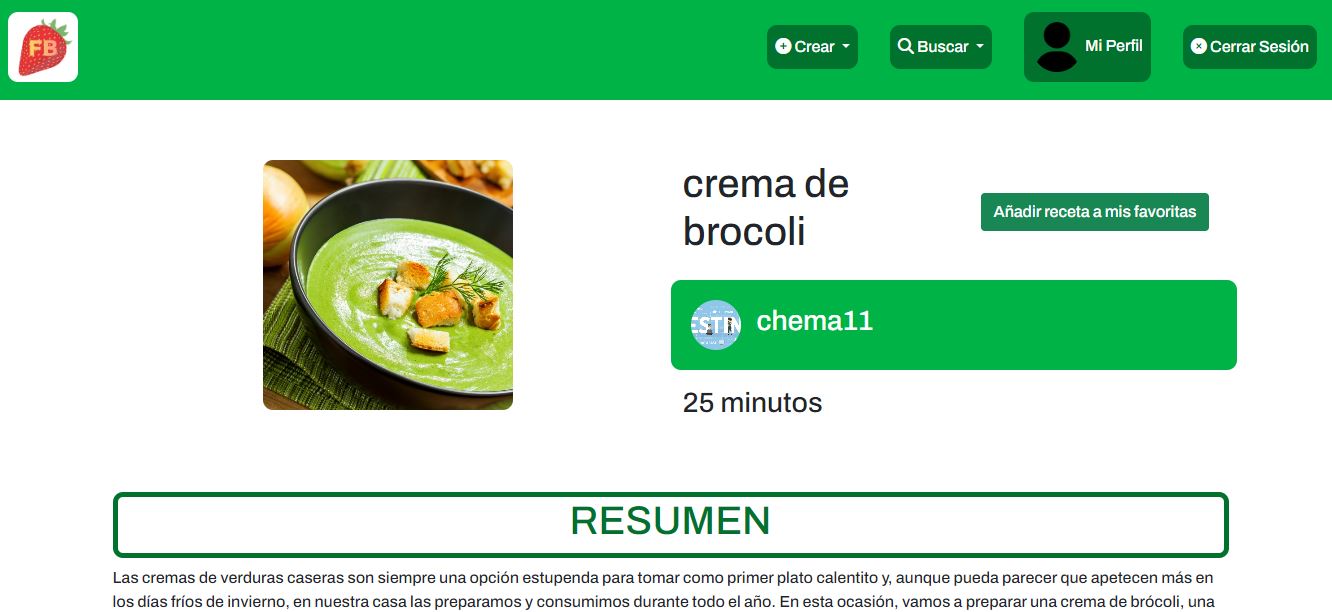 FB
Crear
Buscar
Mi Perfil
Cerrar Sesión
crema de
brocoli
Añadir receta a mis favoritas
ESTIN
chema11
25 minutos
RESUMEN
Las cremas de verduras caseras son siempre una opción estupenda para tomar como primer plato calentito y, aunque pueda parecer que apetecen más en
los días fríos de invierno, en nuestra casa las preparamos y consumimos durante todo el año. En esta ocasión, vamos a preparar una crema de brócoli, una